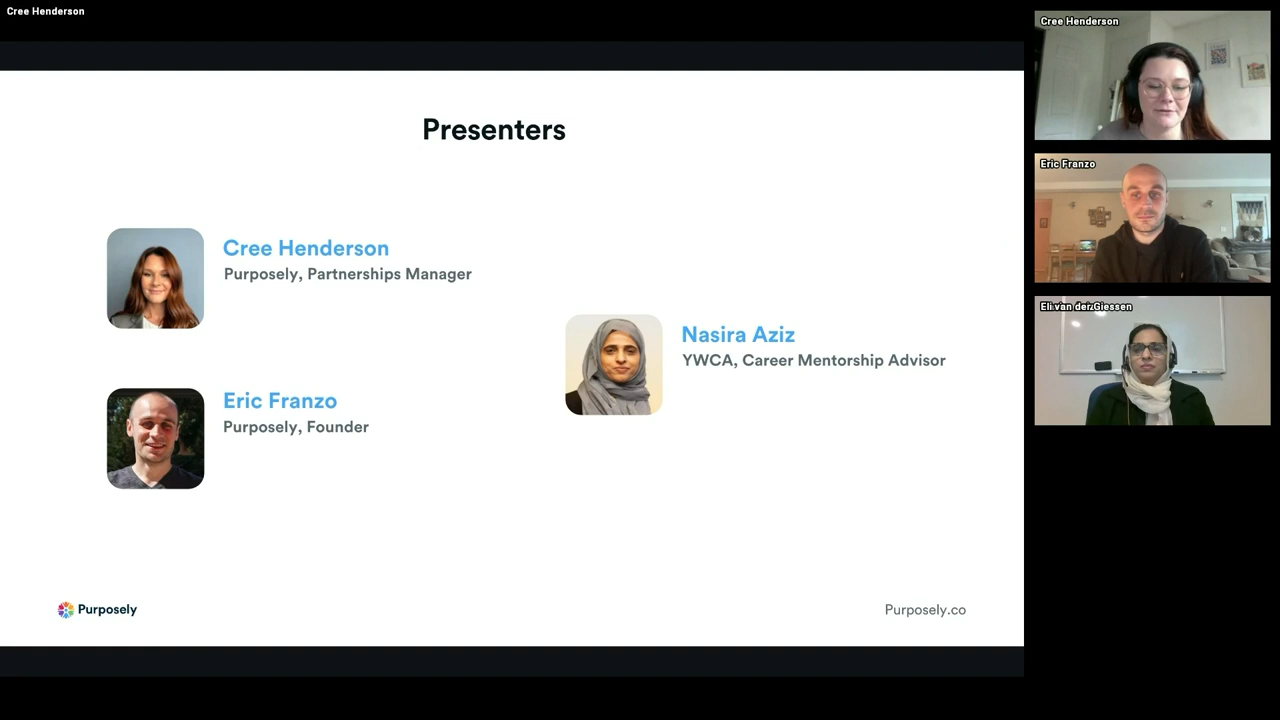 Cree Henderson
Presenters
Cree Henderson
Purposely, Partnerships Manager
Nasira Aziz
YWCA, Career Mentorship Advisor
Eric Franzo
Purposely, Founder
Purposely
Purposely.co
Cree Henderson
Eric Franzo
Eli van der Giessen